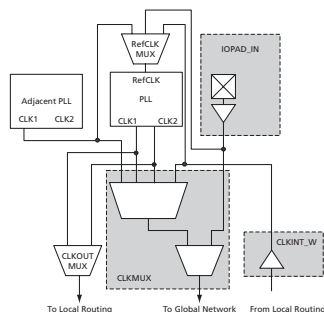 RefCLK
MUX
IOPAD_IN
RefCLK
PLL
CLK1 CLK2
Adjacent PLL
CLK1 CLK2
CLKOUT
MUX
CLKMUX
CLKINT_W
To Local Routing
To Global Network
From Local Routing